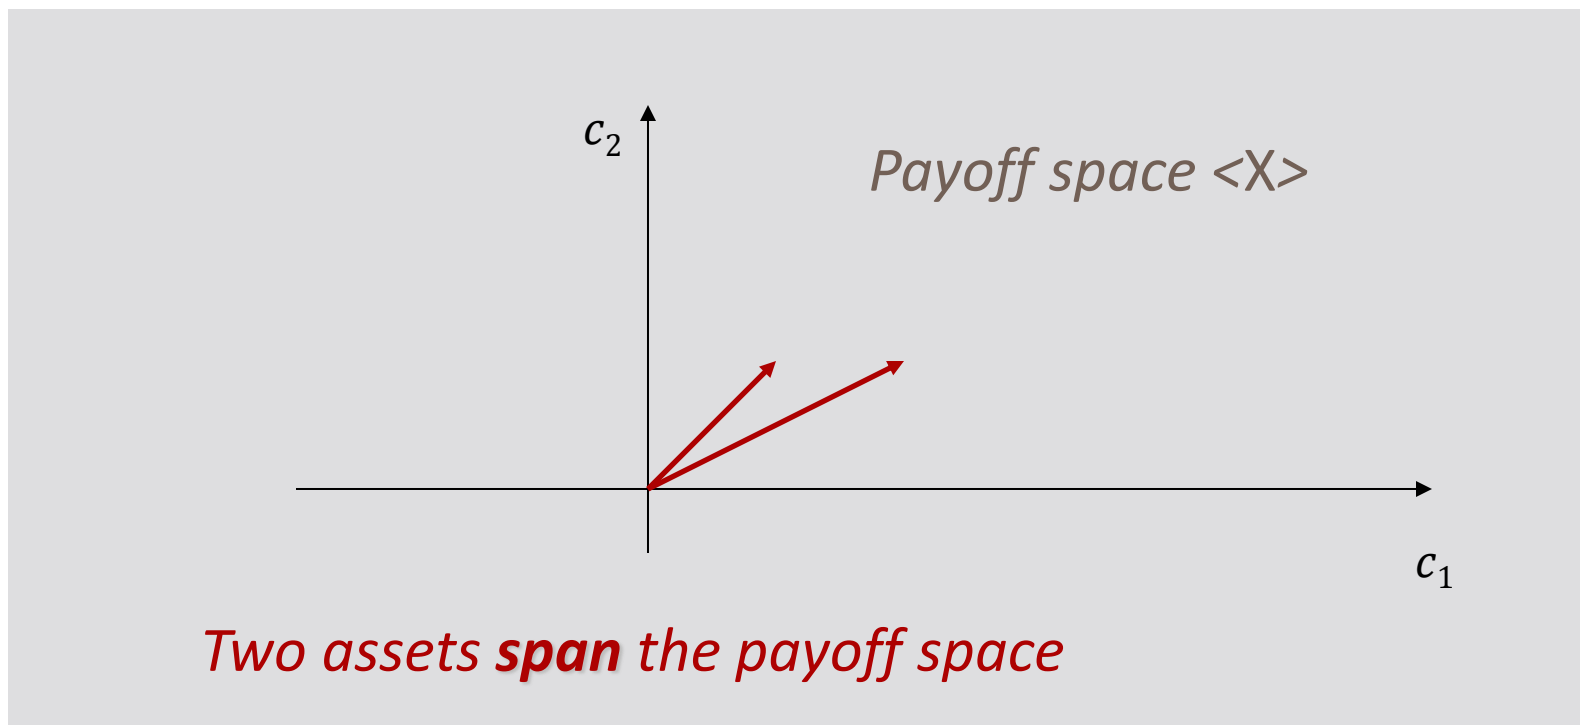 c₂
Payoff space <X>
c₁
Two assets span the payoff space